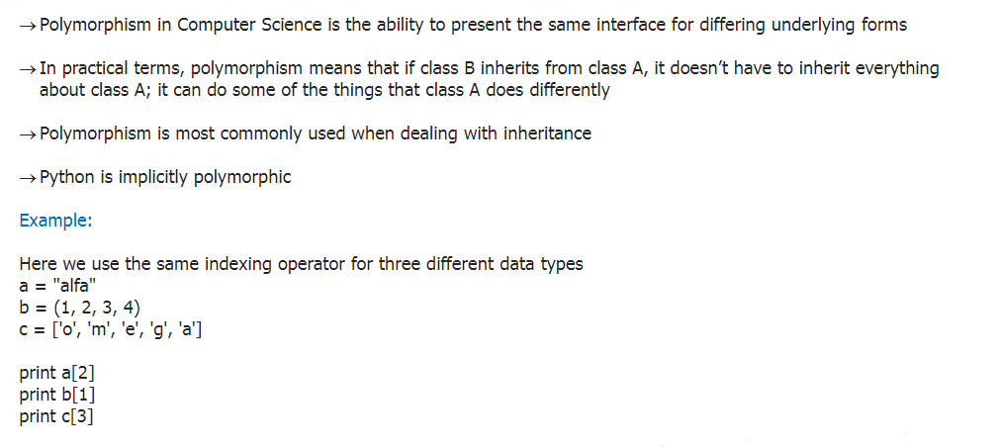 → Polymorphism in Computer Science is the ability to present the same interface for differing underlying forms
→ In practical terms, polymorphism means that if class B inherits from class A, it doesn’t have to inherit everything
about class A; it can do some of the things that class A does differently
→ Polymorphism is most commonly used when dealing with inheritance
→ Python is implicitly polymorphic
Example:
Here we use the same indexing operator for three different data types
a = "alfa"
b = (1, 2, 3, 4)
c = ['o', 'm', 'e', 'g', 'a']
print a[2]
print b[1]
print c[3]